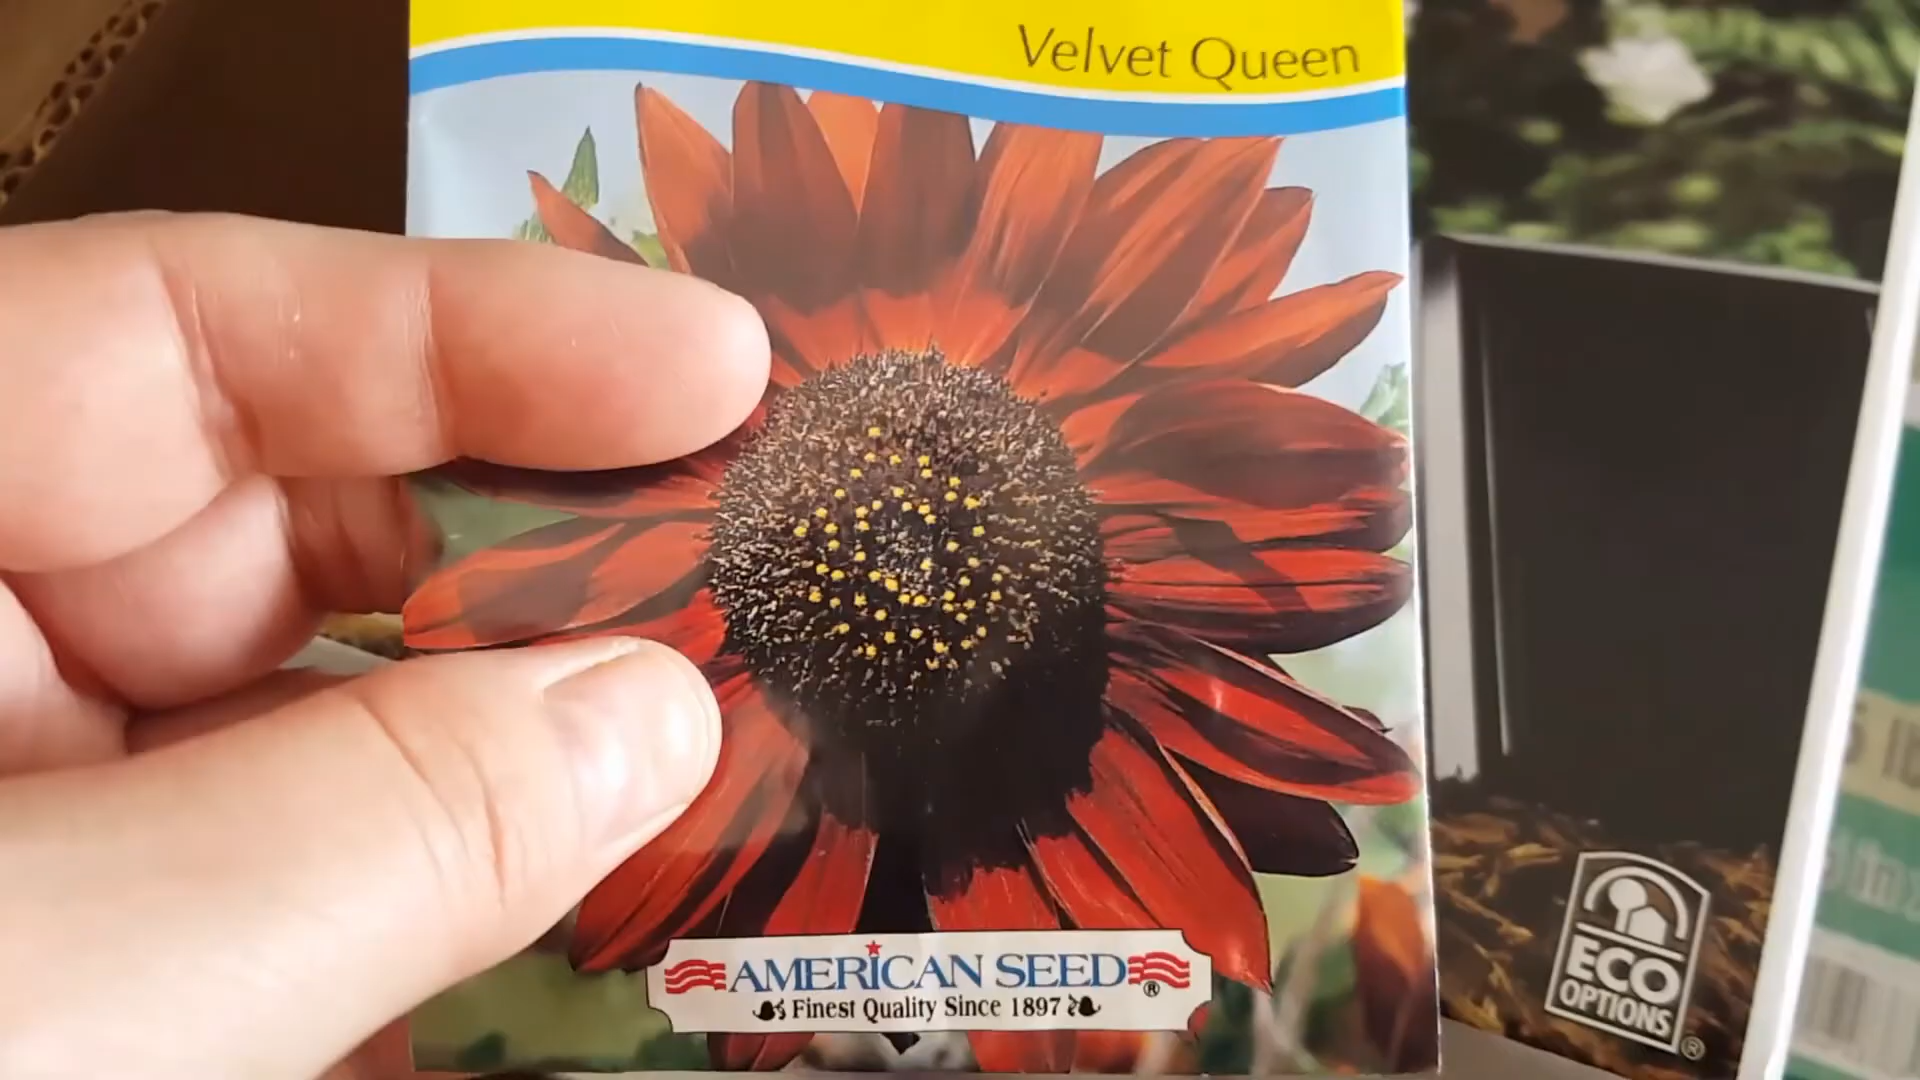 Velvet Queen
AMERICAN SEED®
Finest Quality Since 1897
ECO
OPTIONS®